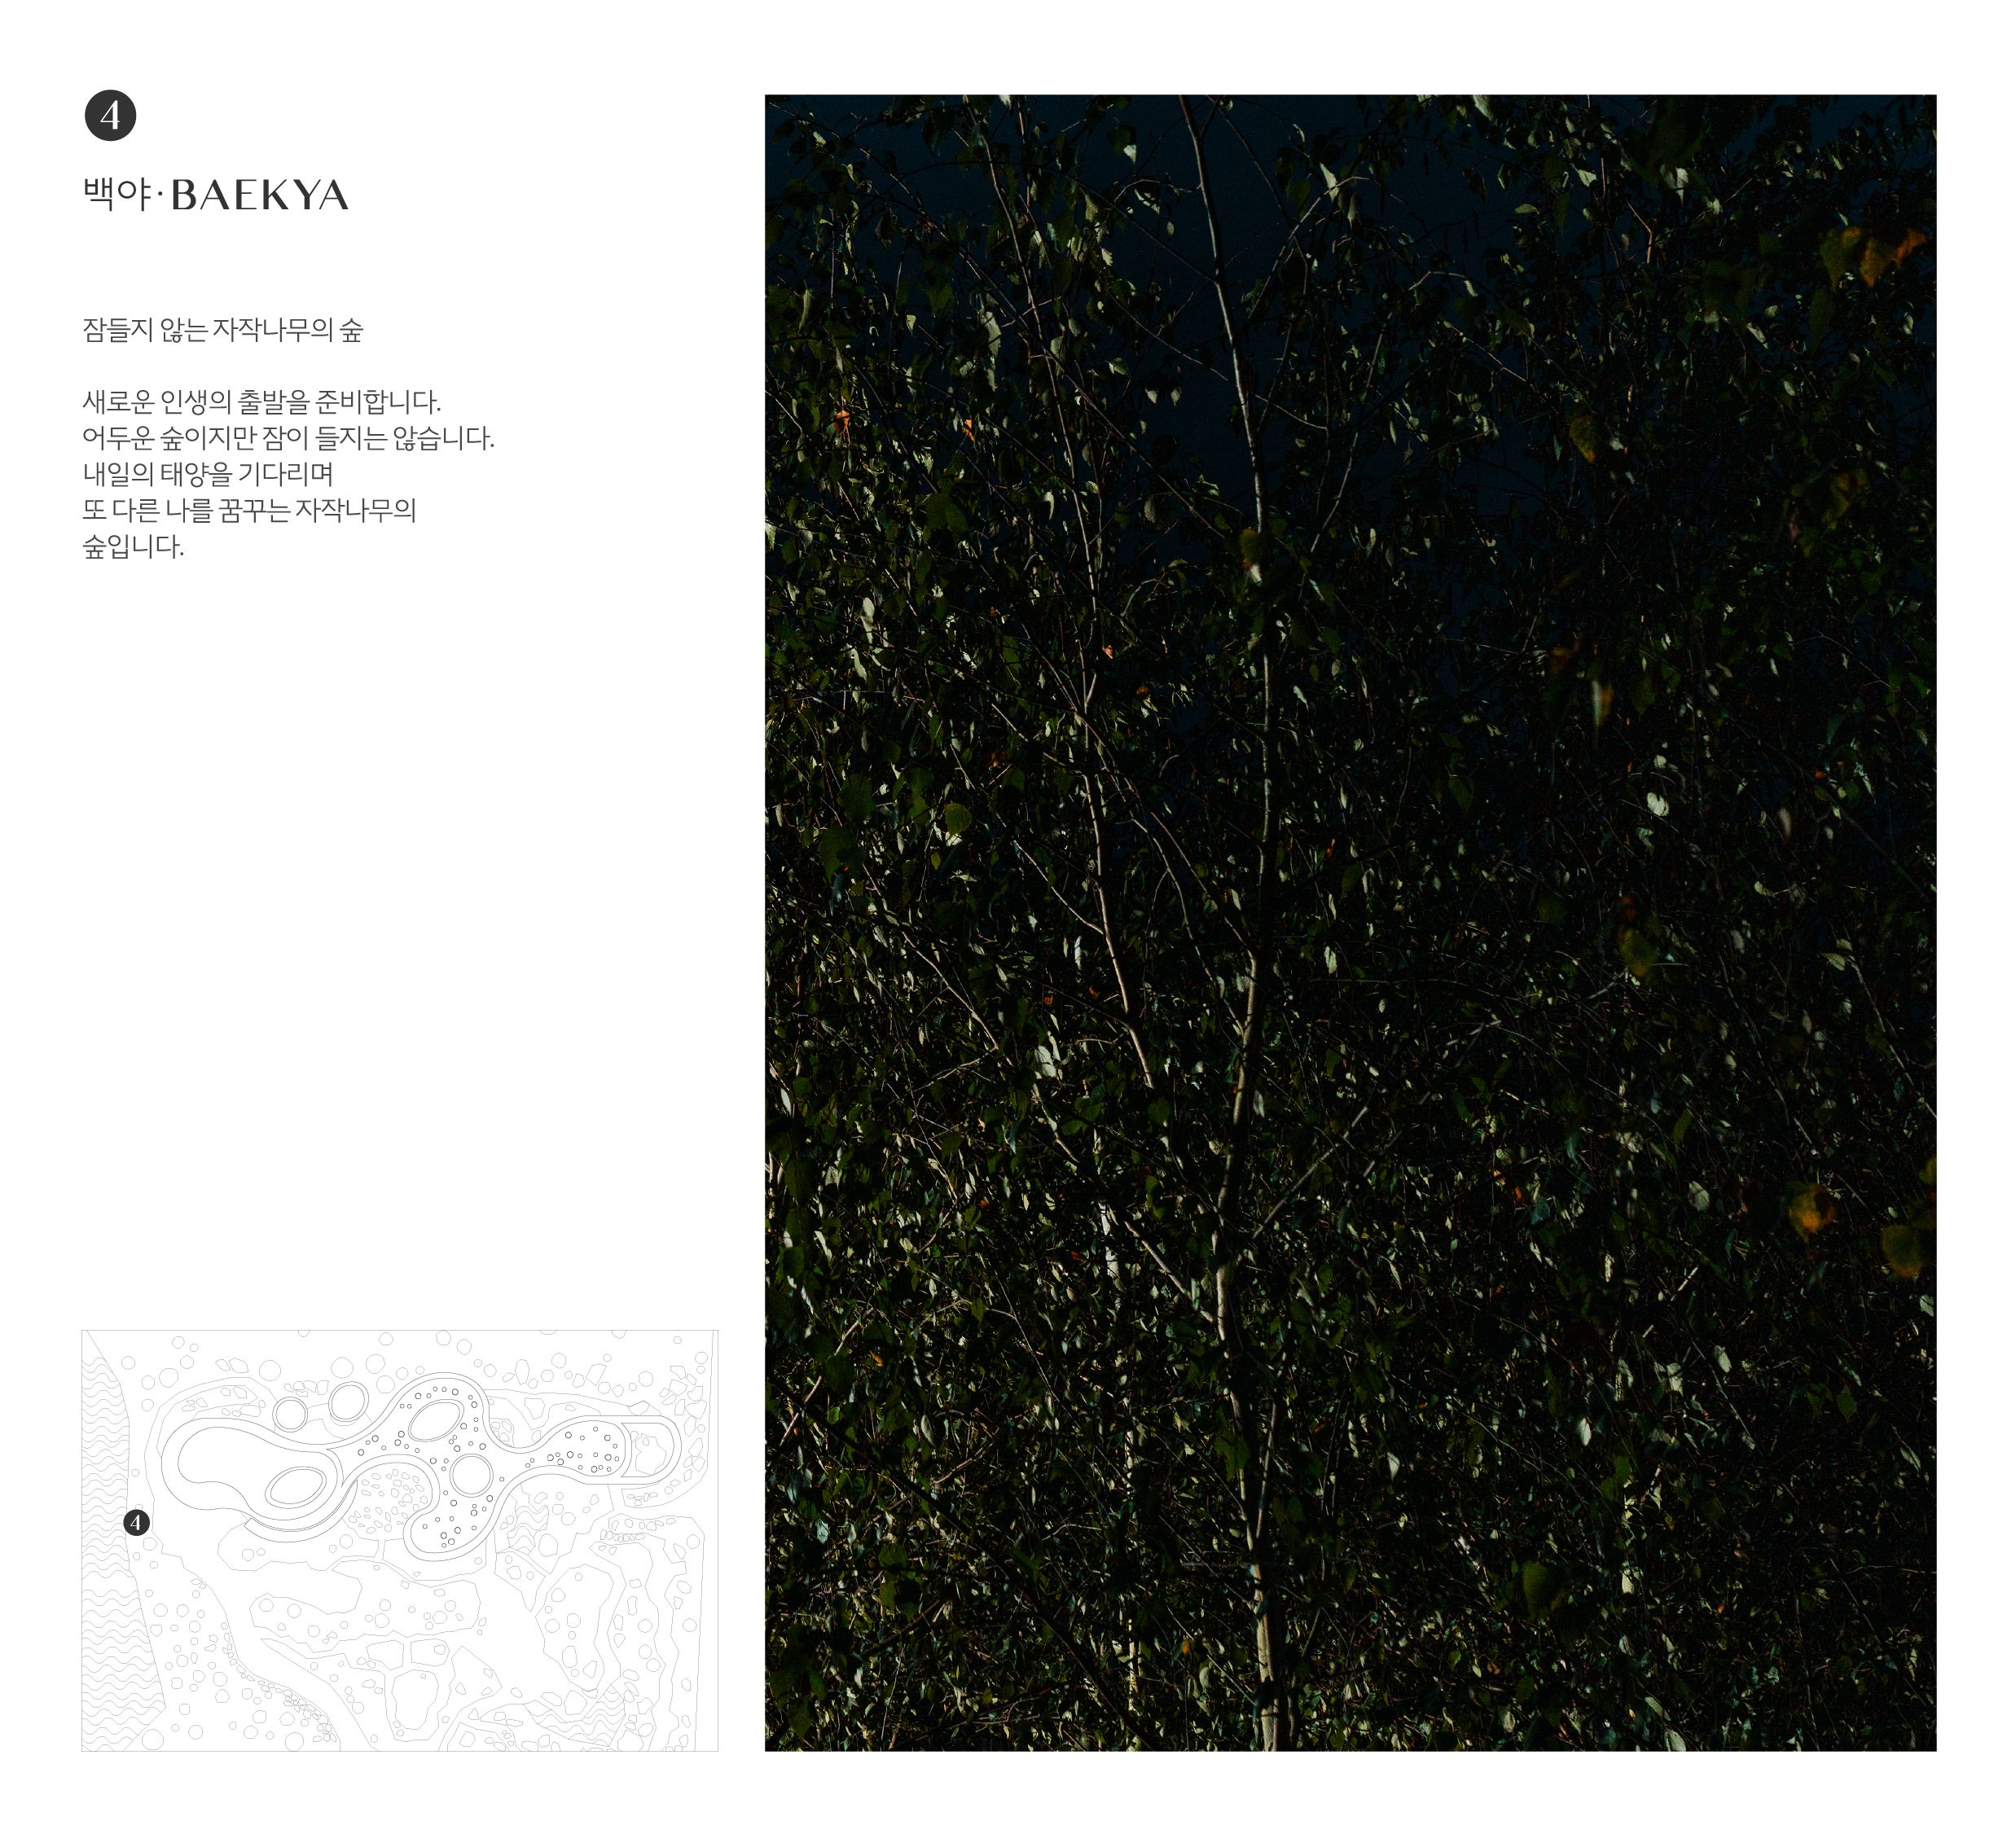 4
백야·BAEKYA
잠들지 않는 자작나무의 숲
새로운 인생의 출발을 준비합니다.
어두운 숲이지만 잠이 들지는 않습니다.
내일의 태양을 기다리며
또 다른 나를 꿈꾸는 자작나무의
숲입니다.
4